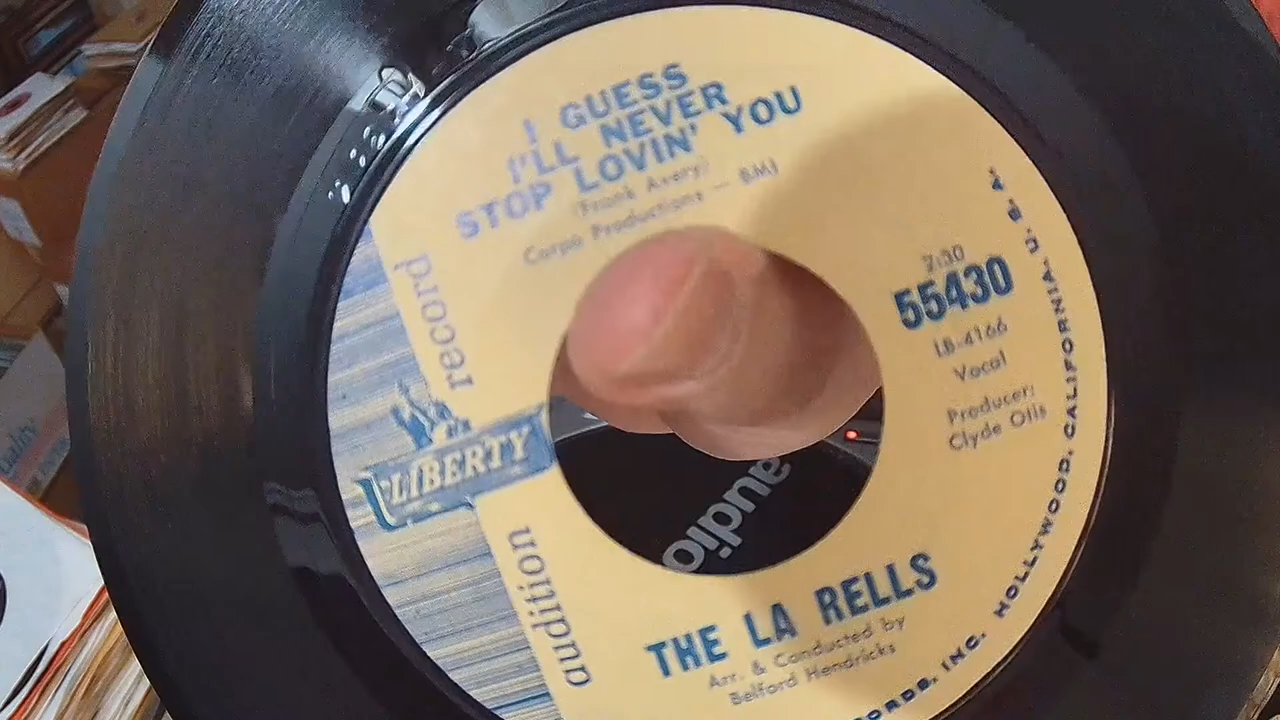 I GUESS
I'LL NEVER
STOP LOVIN' YOU
(Frank Avery)
Corpo Productions — BMI
record
LIBERTY
audition
2:30
55430
LB-4166
Vocal
Producer:
Clyde Otis
THE LA RELLS
Arr. & Conducted by
Belford Hendricks
INC. HOLLYWOOD, CALIFORNIA, U. S. A.
audio